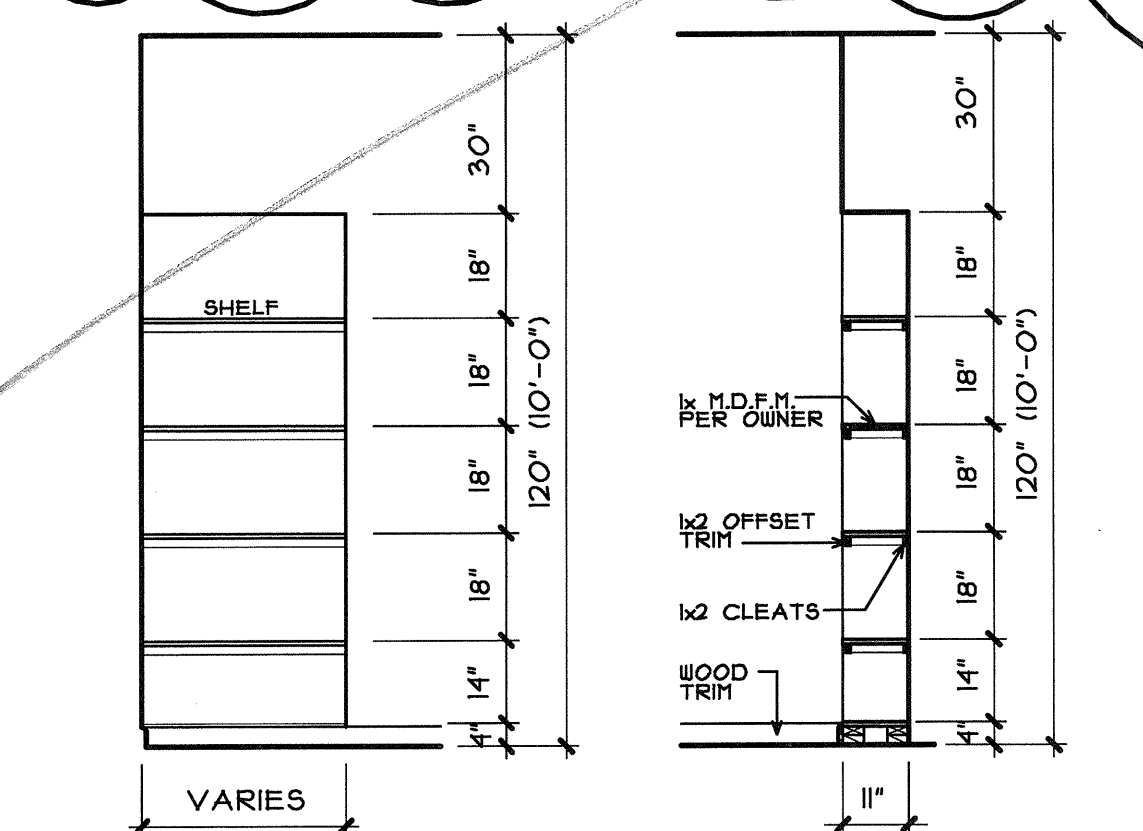 30"
18"
SHELF
18"
18"
18"
14"
4"
120" (10'-0")
VARIES
30"
18"
18"
18"
18"
14"
4"
120" (10'-0")
1x M.D.F.M.
PER OWNER
1x2 OFFSET
TRIM
1x2 CLEATS
WOOD
TRIM
11"